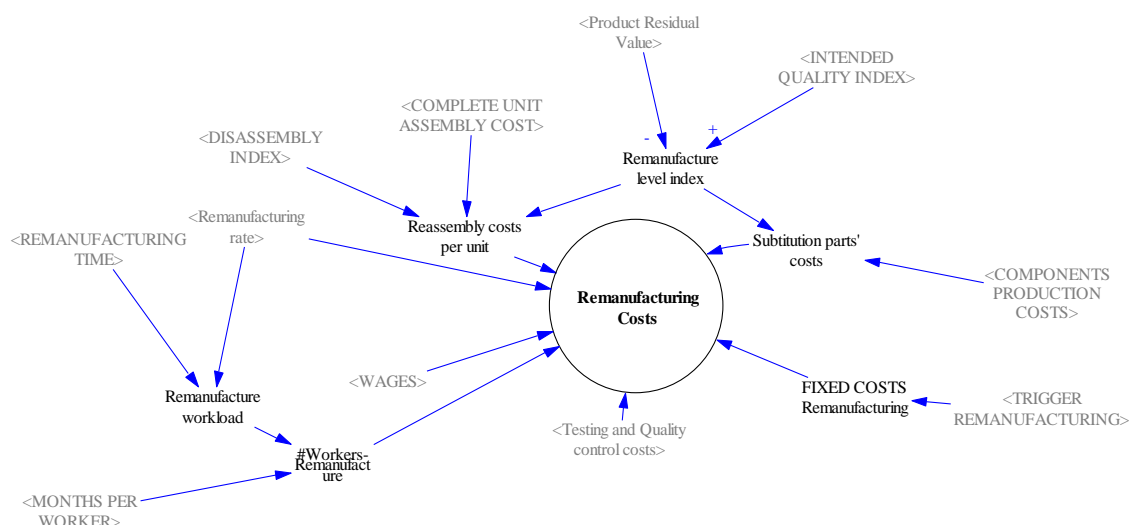 <Product Residual
Value>
<INTENDED
QUALITY INDEX>
<COMPLETE UNIT
ASSEMBLY COST>
<DISASSEMBLY
INDEX>
-
+
Remanufacture
level index
<Remanufacturing
rate>
<REMANUFACTURING
TIME>
Reassembly costs
per unit
Subtitution parts'
costs
<COMPONENTS
PRODUCTION
COSTS>
Remanufacturing
Costs
<WAGES>
FIXED COSTS
Remanufacturing
<TRIGGER
REMANUFACTURING>
Remanufacture
workload
<Testing and Quality
control costs>
#Workers-
Remanufact
ure
<MONTHS PER
WORKER>